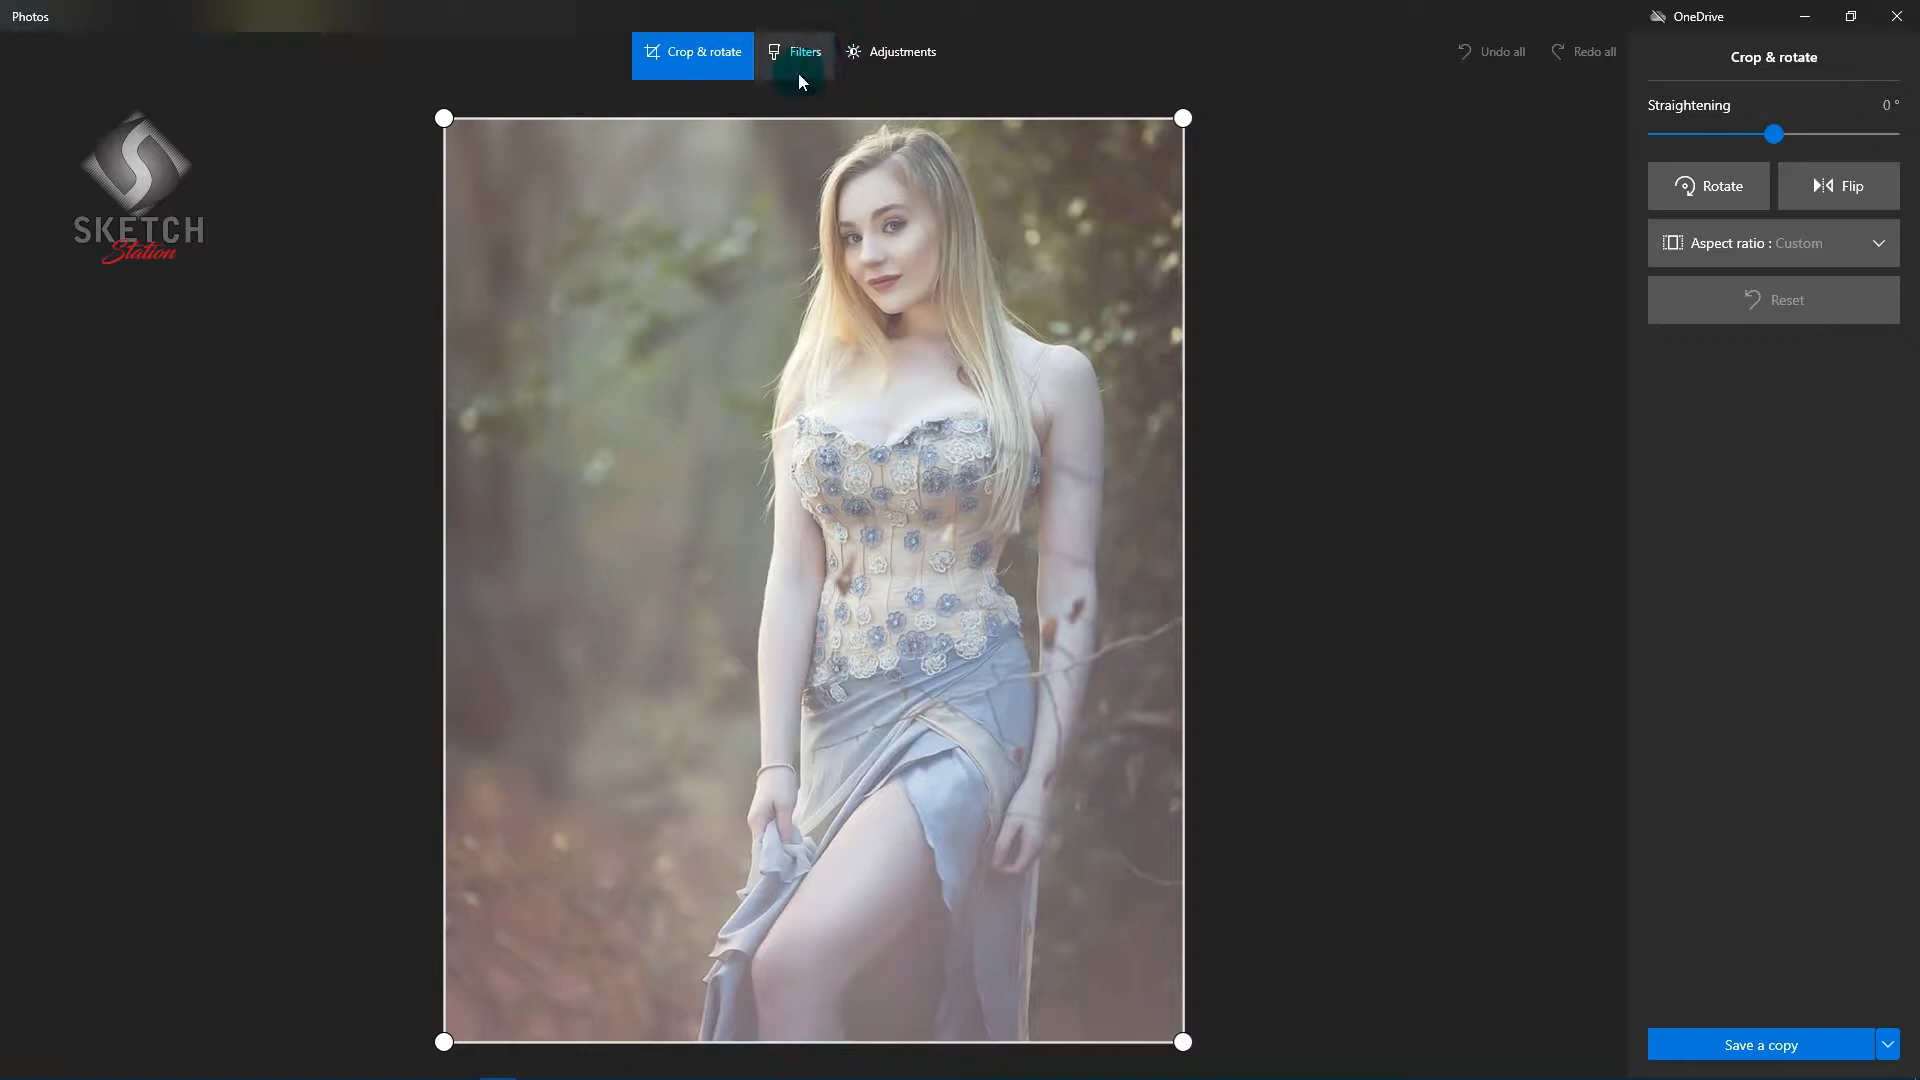 Photos
OneDrive
Crop & rotate
Filters
Adjustments
Undo all
Redo all
Crop & rotate
Straightening 0 °
Rotate
Flip
Aspect ratio : Custom
Reset
SKETCH
Station
Save a copy